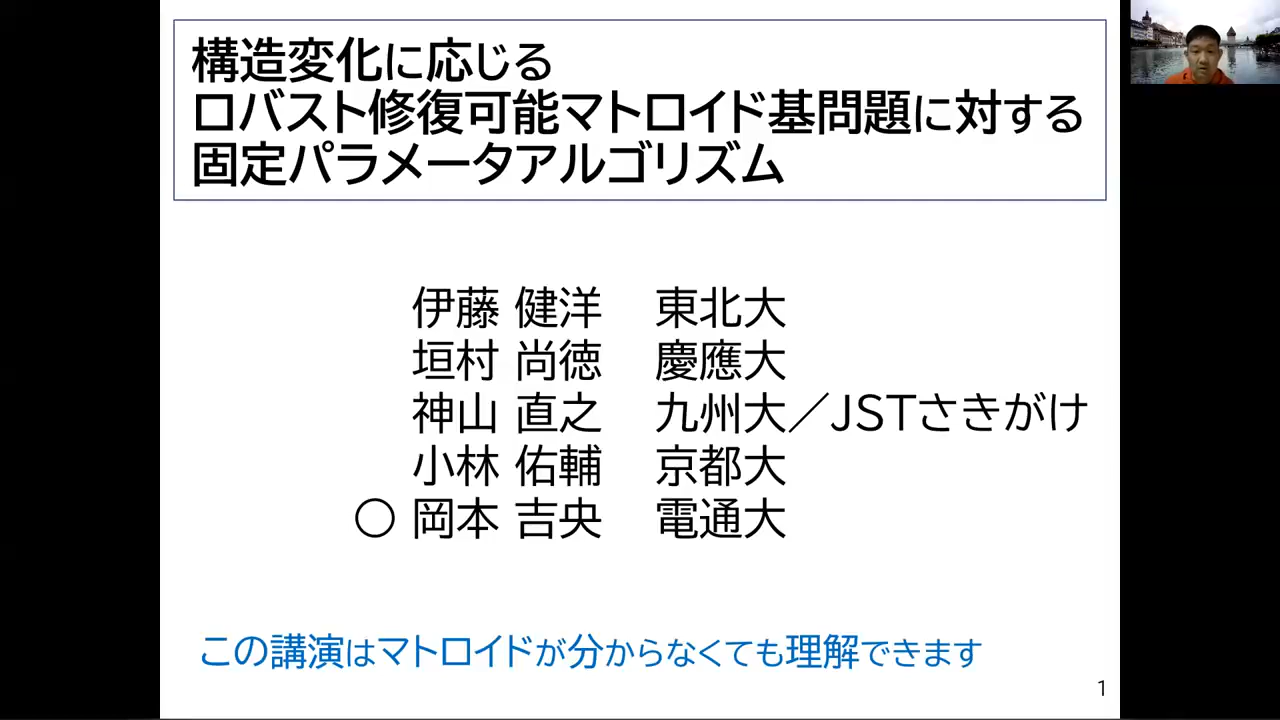 構造変化に応じる
ロバスト修復可能マトロイド基問題に対する
固定パラメータアルゴリズム
伊藤 健洋 東北大
垣村 尚徳 慶應大
神山 直之 九州大／JSTさきがけ
小林 佑輔 京都大
○ 岡本 吉央 電通大
この講演はマトロイドが分からなくても理解できます
1